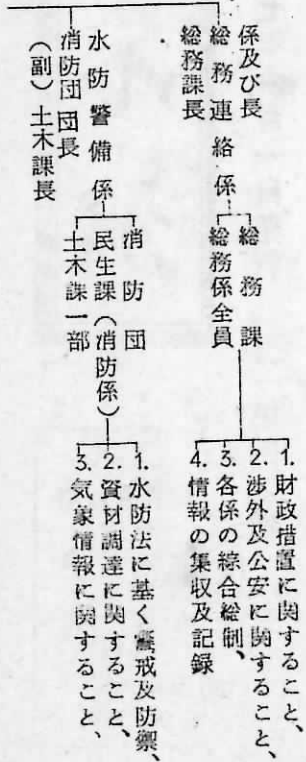 係及び長
総務連絡係
総務課長
総務課
総務係全員
1. 財政措置に関すること、
2. 渉外及公安に関すること、
3. 各係の綜合総制、
4. 情報の集収及記録
水防警備係
消防団団長
(副)土木課長
消防団
民生課(消防係)
土木課一部
1. 水防法に基く警戒及防禦、
2. 資材調達に関すること、
3. 気象情報に関すること、